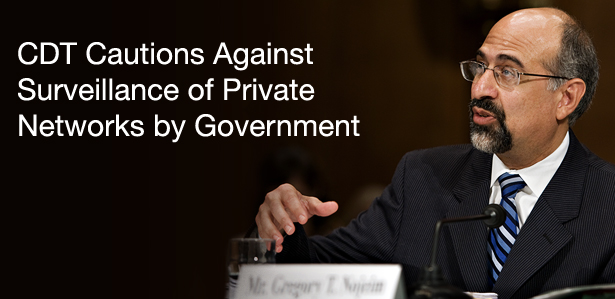 CDT Cautions Against
Surveillance of Private
Networks by Government
Mr. Gregory T. Nojeim